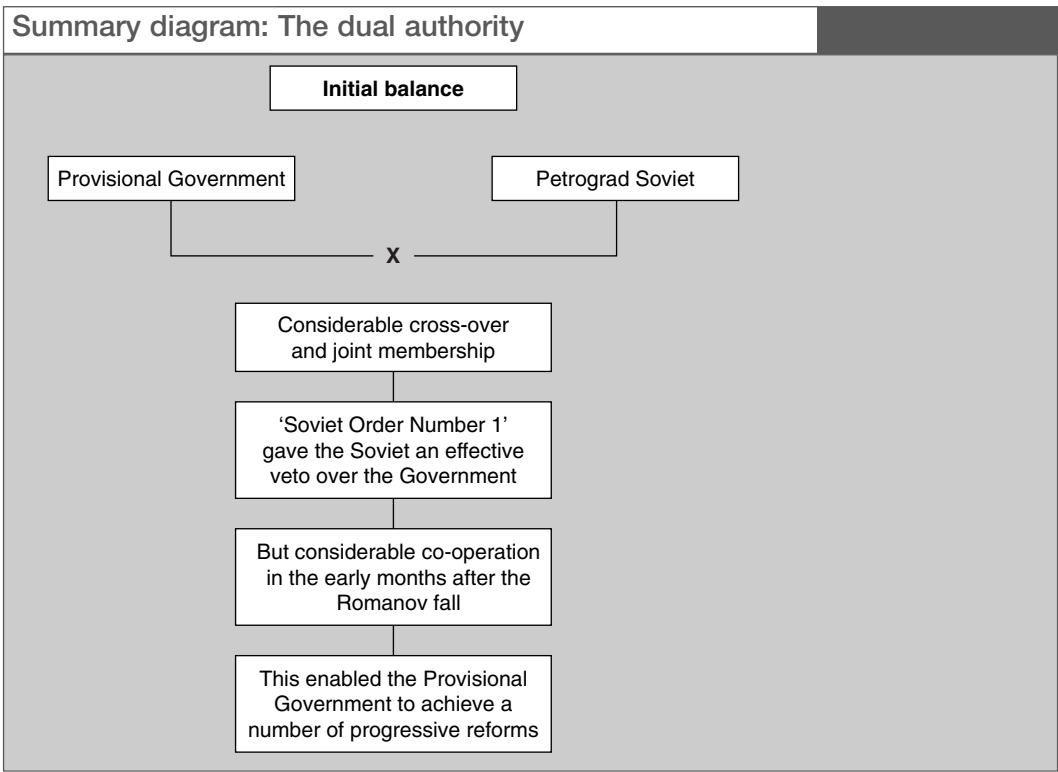 Summary diagram: The dual authority
Initial balance
Provisional Government
Petrograd Soviet
X
Considerable cross-over
and joint membership
‘Soviet Order Number 1’
gave the Soviet an effective
veto over the Government
But considerable co-operation
in the early months after the
Romanov fall
This enabled the Provisional
Government to achieve a
number of progressive reforms